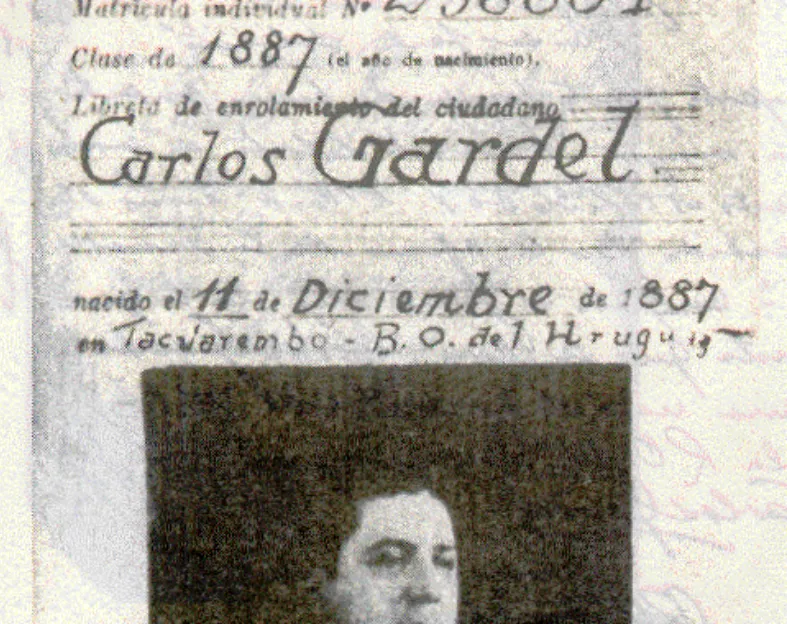 Matrícula individual Nº
Clase de 1887 (el año de nacimiento).
Libreta de enrolamiento del ciudadano
Carlos Gardel
nacido el 11 de Diciembre de 1887
en Tacuarembo - B. O. del Uruguay